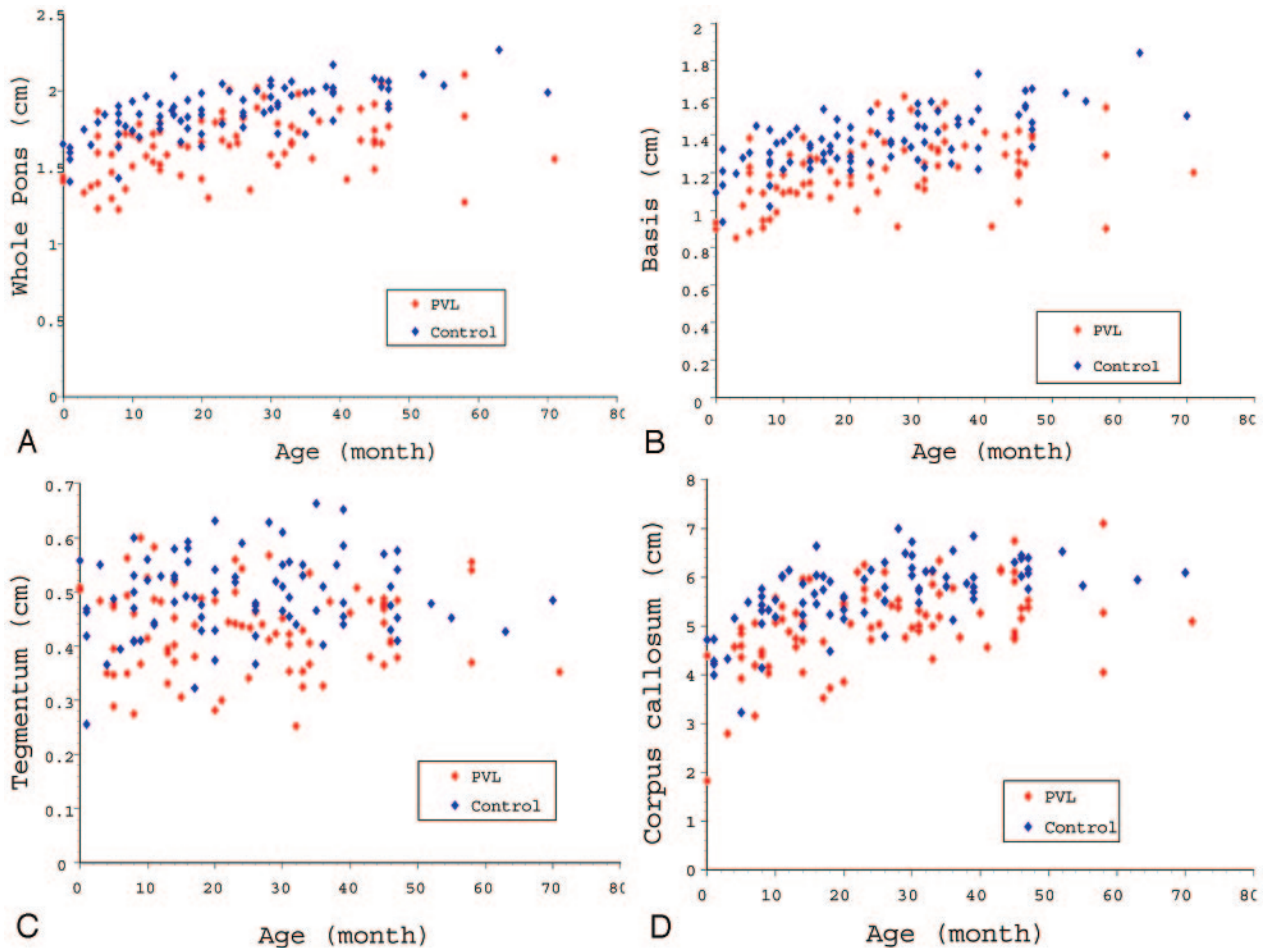 2.5
2
1.5
1
0.5
0
Whole Pons (cm)
PVL
Control
0 10 20 30 40 50 60 70 80
A
Age (month)
2
1.8
1.6
1.4
1.2
1
0.8
0.6
0.4
0.2
0
Basis (cm)
PVL
Control
0 10 20 30 40 50 60 70 80
B
Age (month)
0.7
0.6
0.5
0.4
0.3
0.2
0.1
0
Tegmentum (cm)
PVL
Control
0 10 20 30 40 50 60 70 80
C
Age (month)
8
7
6
5
4
3
2
1
0
Corpus callosum (cm)
PVL
Control
0 10 20 30 40 50 60 70 80
D
Age (month)